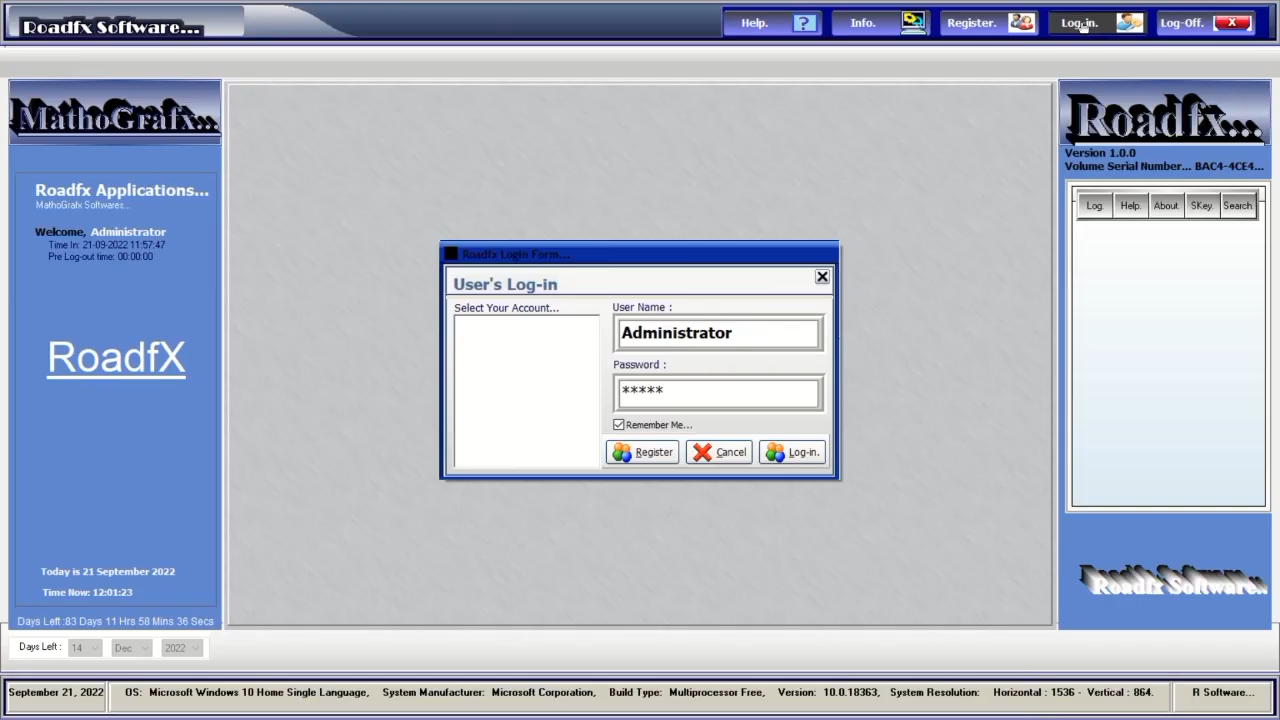 Roadfx Software...
Help.
Info.
Register.
Log-in.
Log-Off.
MathoGrafx...
Roadfx Applications...
MathoGrafx Softwares...
Welcome, Administrator
Time In: 21-09-2022 11:57:47
Pre Log-out time: 00:00:00
RoadfX
Today is 21 September 2022
Time Now: 12:01:23
Days Left :83 Days 11 Hrs 58 Mins 36 Secs
Days Left : 14 Dec 2022
Roadfx Login Form...
User's Log-in
Select Your Account...
User Name :
Administrator
Password :
*****
Remember Me...
Register
Cancel
Log-in.
Roadfx...
Version 1.0.0
Volume Serial Number... BAC4-4CE4...
Log. Help. About. SKey. Search
Roadfx Software..
September 21, 2022 OS: Microsoft Windows 10 Home Single Language, System Manufacturer: Microsoft Corporation, Build Type: Multiprocessor Free, Version: 10.0.18363, System Resolution: Horizontal : 1536 - Vertical : 864. R Software...